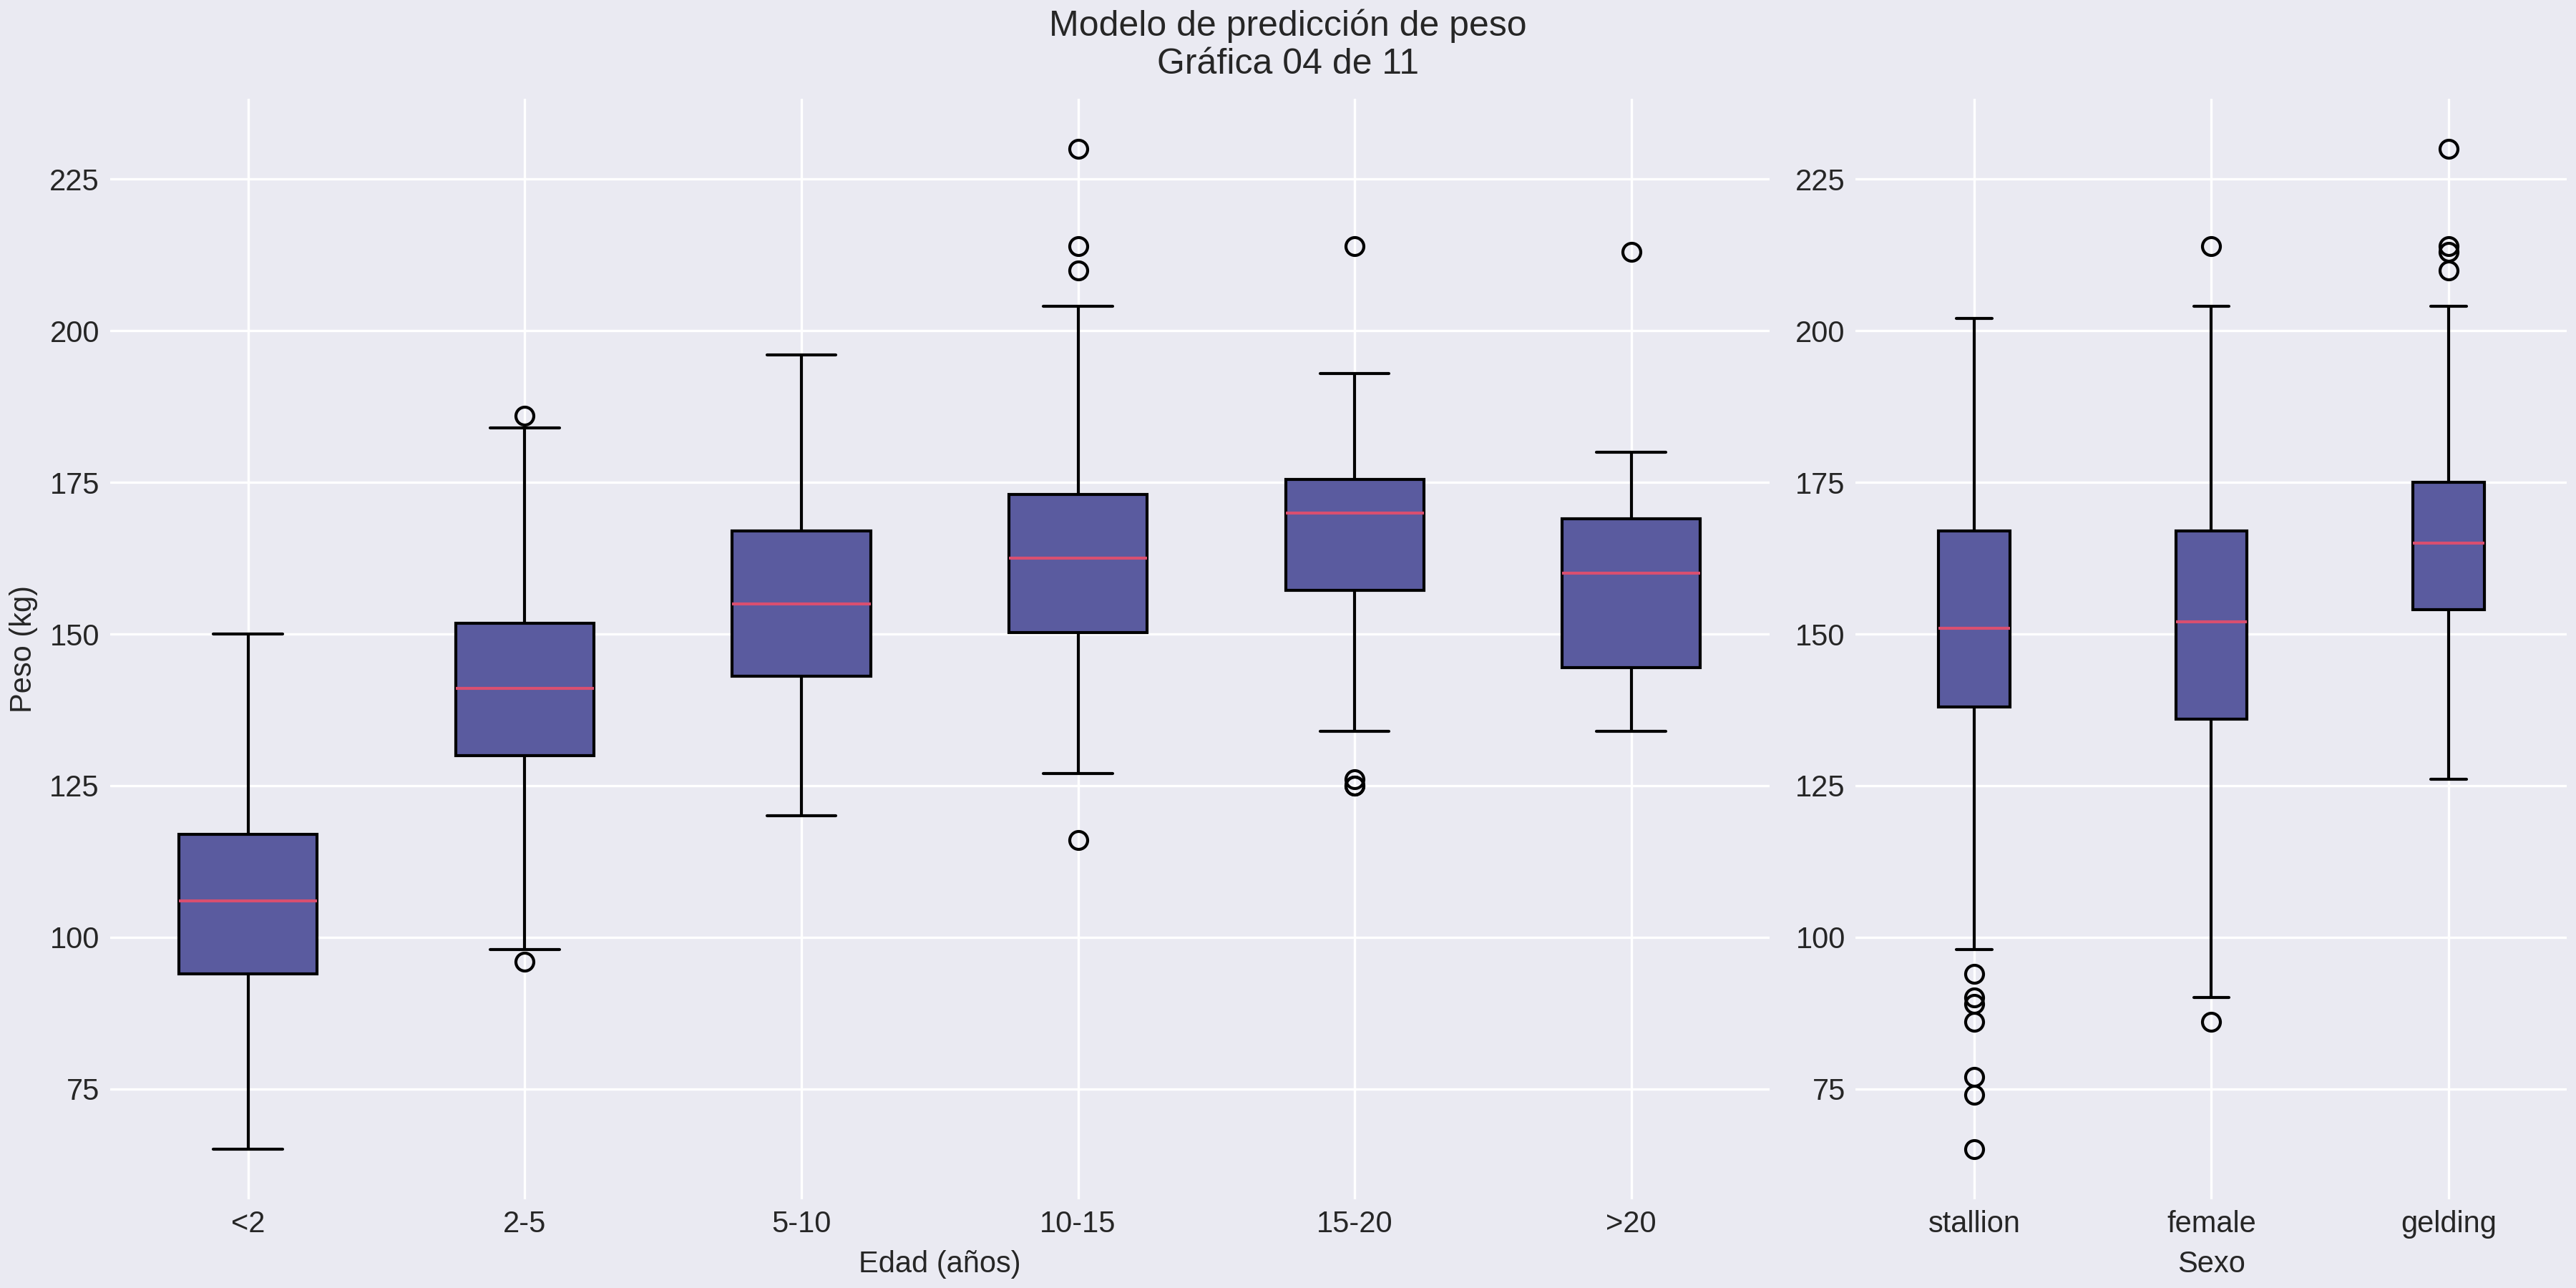 Modelo de predicción de peso
Gráfica 04 de 11
Peso (kg)
225
200
175
150
125
100
75
<2
2-5
5-10
10-15
15-20
>20
Edad (años)
225
200
175
150
125
100
75
stallion
female
gelding
Sexo